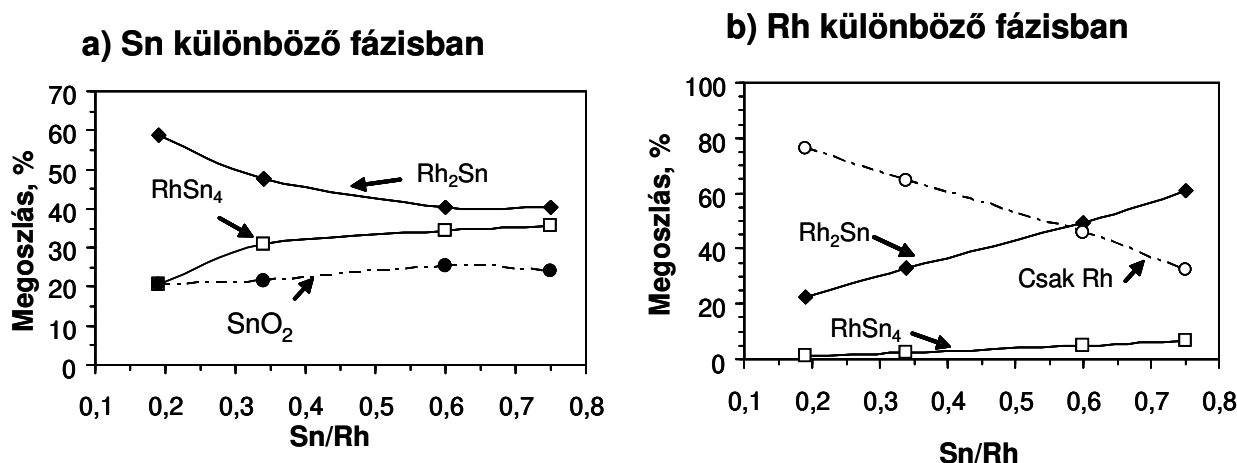 a) Sn különböző fázisban
Megoszlás, %
70
60
50
40
30
20
10
0
RhSn4
Rh2Sn
SnO2
0,1 0,2 0,3 0,4 0,5 0,6 0,7 0,8
Sn/Rh
b) Rh különböző fázisban
Megoszlás, %
100
80
60
40
20
0
Rh2Sn
Csak Rh
RhSn4
0,1 0,2 0,3 0,4 0,5 0,6 0,7 0,8
Sn/Rh